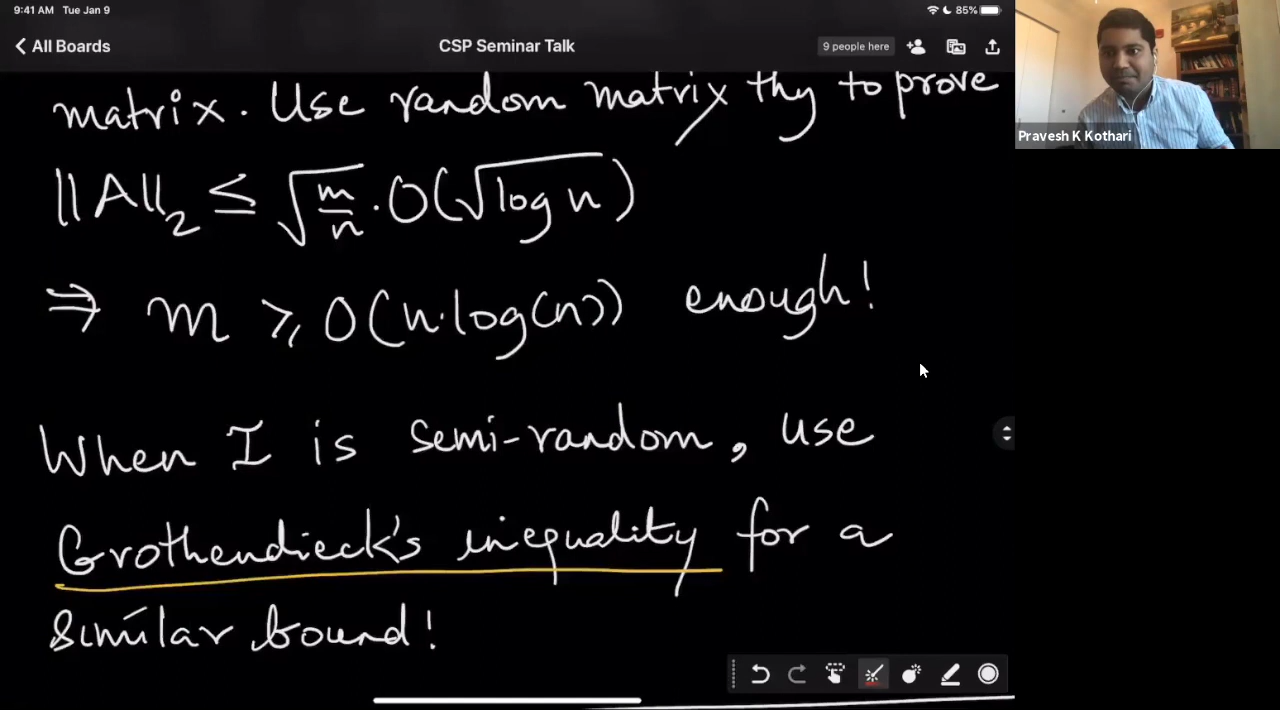 9:41 AM Tue Jan 9
85%
All Boards
CSP Seminar Talk
9 people here
Pravesh K Kothari
matrix. Use random matrix thy to prove
||A||₂ ≤ √(m/n) · O(√log n)
⇒ m ≥ O(n·log(n)) enough!
When I is semi-random, use
Grothendieck's inequality for a
similar bound!